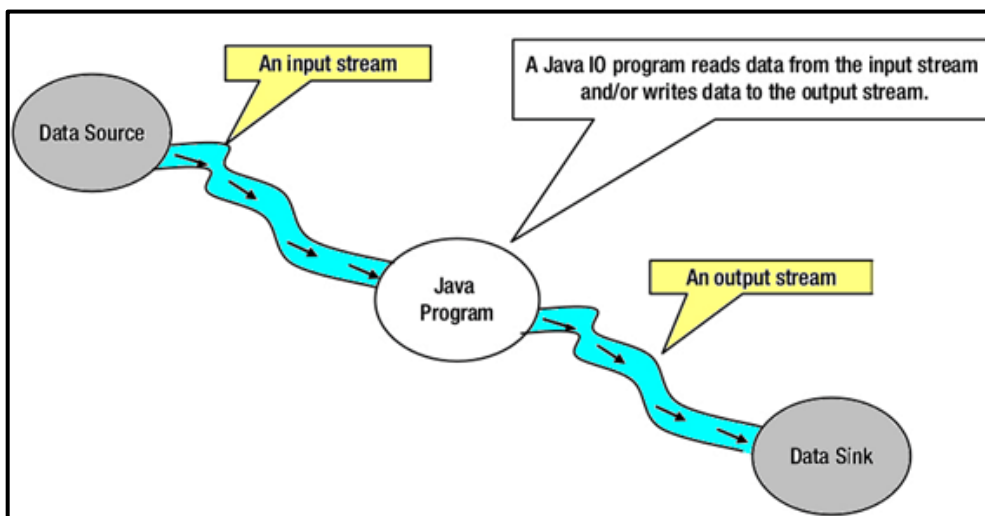 An input stream
A Java IO program reads data from the input stream
and/or writes data to the output stream.
Data Source
Java
Program
An output stream
Data Sink